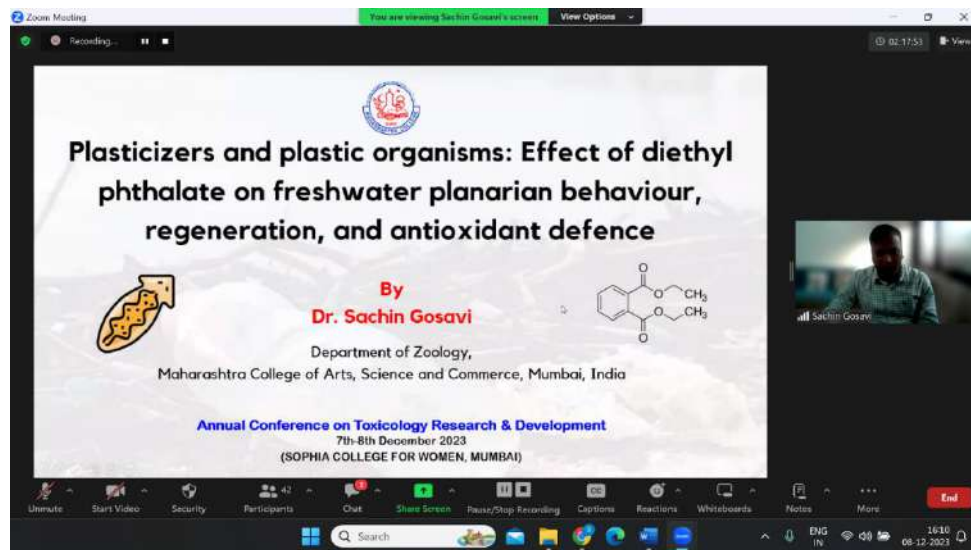 Zoom Meeting
You are viewing Sachin Gosavi's screen
View Options
Recording...
02:17:53
View
Plasticizers and plastic organisms: Effect of diethyl
phthalate on freshwater planarian behaviour,
regeneration, and antioxidant defence
By
Dr. Sachin Gosavi
Department of Zoology,
Maharashtra College of Arts, Science and Commerce, Mumbai, India
O
O
CH3
O
CH3
O
Annual Conference on Toxicology Research & Development
7th-8th December 2023
(SOPHIA COLLEGE FOR WOMEN, MUMBAI)
Sachin Gosavi
42
3
CC
Unmute
Start Video
Security
Participants
Chat
Share Screen
Pause/Stop Recording
Captions
Reactions
Whiteboards
Notes
More
End
Search
ENG
IN
16:10
08-12-2023